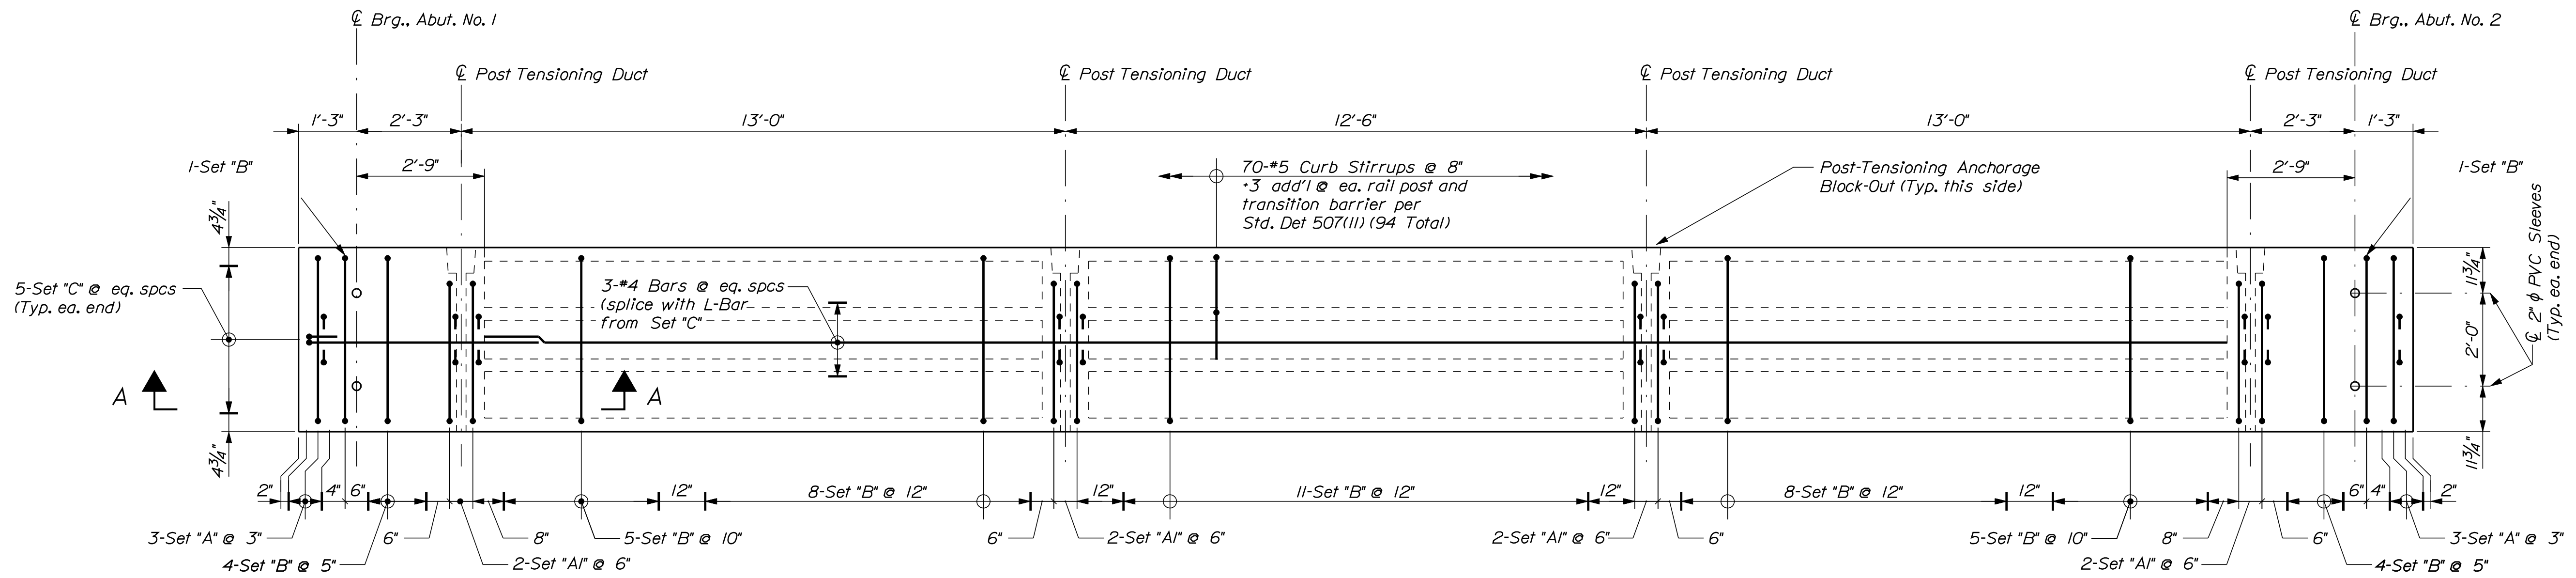 ℄ Brg., Abut. No. 1
℄ Brg., Abut. No. 2
℄ Post Tensioning Duct
℄ Post Tensioning Duct
℄ Post Tensioning Duct
℄ Post Tensioning Duct
1'-3"
2'-3"
13'-0"
12'-6"
13'-0"
2'-3"
1'-3"
1-Set "B"
2'-9"
70-#5 Curb Stirrups @ 8"
+3 add'l @ ea. rail post and
transition barrier per
Std. Det 507(11) (94 Total)
Post-Tensioning Anchorage
Block-Out (Typ. this side)
2'-9"
1-Set "B"
4¾"
5-Set "C" @ eq. spcs
(Typ. ea. end)
4¾"
3-#4 Bars @ eq. spcs
(splice with L-Bar
from Set "C"
11¾"
2'-0"
11¾"
℄ 2" ϕ PVC Sleeves
(Typ. ea. end)
A
A
2"
4"
6"
12"
8-Set "B" @ 12"
12"
11-Set "B" @ 12"
12"
8-Set "B" @ 12"
12"
6"
4"
2"
3-Set "A" @ 3"
6"
8"
5-Set "B" @ 10"
6"
2-Set "A1" @ 6"
2-Set "A1" @ 6"
6"
5-Set "B" @ 10"
8"
6"
3-Set "A" @ 3"
4-Set "B" @ 5"
2-Set "A1" @ 6"
2-Set "A1" @ 6"
4-Set "B" @ 5"